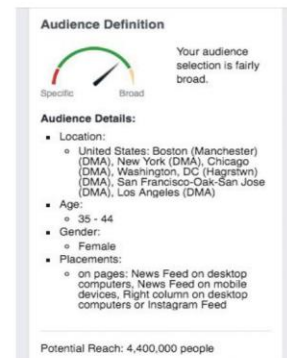 Audience Definition
Your audience
selection is fairly
broad.
Specific
Broad
Audience Details:
Location:
United States: Boston (Manchester)
(DMA), New York (DMA), Chicago
(DMA), Washington, DC (Hagrstwn)
(DMA), San Francisco-Oak-San Jose
(DMA), Los Angeles (DMA)
Age:
35 - 44
Gender:
Female
Placements:
on pages: News Feed on desktop
computers, News Feed on mobile
devices, Right column on desktop
computers or Instagram Feed
Potential Reach: 4,400,000 people